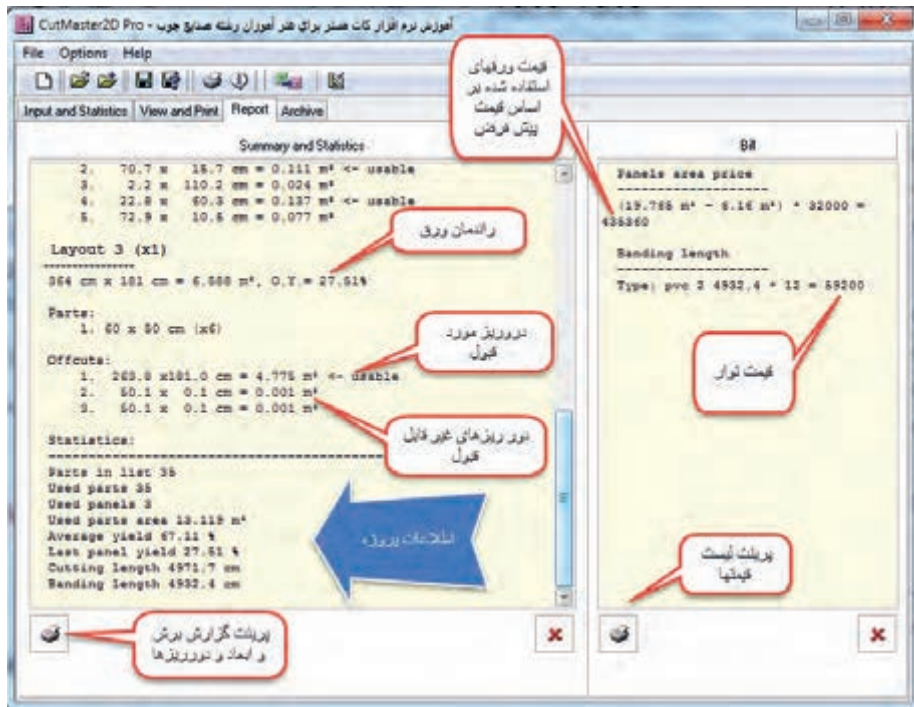 آموزش نرم افزار کات مستر برای هنر آموزان رشته صنایع چوب - CutMaster2D Pro
File Options Help
Input and Statistics View and Print Report Archive
Summary and Statistics
2. 70.7 x 15.7 cm = 0.111 m² <- usable
3. 2.2 x 110.2 cm = 0.024 m²
4. 22.8 x 60.3 cm = 0.137 m² <- usable
5. 72.9 x 10.6 cm = 0.077 m²
Layout 3 (x1)
---------------
364 cm x 181 cm = 6.588 m², O.Y.= 27.51%
Parts:
1. 60 x 50 cm (x6)
Offcuts:
1. 263.8 x181.0 cm = 4.775 m² <- usable
2. 50.1 x 0.1 cm = 0.001 m²
3. 50.1 x 0.1 cm = 0.001 m²
Statistics:
Parts in list 35
Used parts 35
Used panels 3
Used parts area 13.119 m²
Average yield 67.11 %
Last panel yield 27.51 %
Cutting length 4971.7 cm
Banding length 4932.4 cm
راندمان ورق
دورریز مورد
قبول
دور ریزهای غیر قابل
قبول
اطلاعات پروژه
پرینت گزارش برش
و ابعاد و دورریزها
قیمت ورقهای
استفاده شده بر
اساس قیمت
پیش فرض
Bill
Panels area price
--------------------
(19.765 m² - 6.16 m²) * 32000 =
435360
Banding length
--------------------
Type: pvc 2 4932.4 * 12 = 59200
قیمت نوار
پرینت لیست
قیمتها